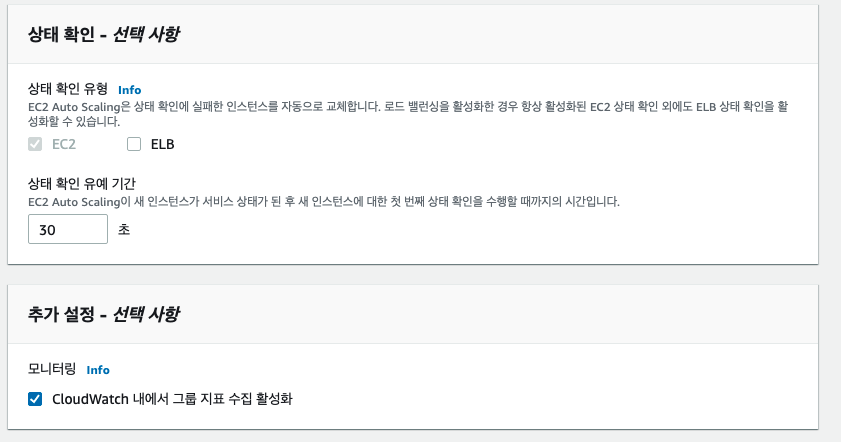 상태 확인 - 선택 사항
상태 확인 유형 Info
EC2 Auto Scaling은 상태 확인에 실패한 인스턴스를 자동으로 교체합니다. 로드 밸런싱을 활성화한 경우 항상 활성화된 EC2 상태 확인 외에도 ELB 상태 확인을 활
성화할 수 있습니다.
EC2 ELB
상태 확인 유예 기간
EC2 Auto Scaling이 새 인스턴스가 서비스 상태가 된 후 새 인스턴스에 대한 첫 번째 상태 확인을 수행할 때까지의 시간입니다.
30 초
추가 설정 - 선택 사항
모니터링 Info
CloudWatch 내에서 그룹 지표 수집 활성화